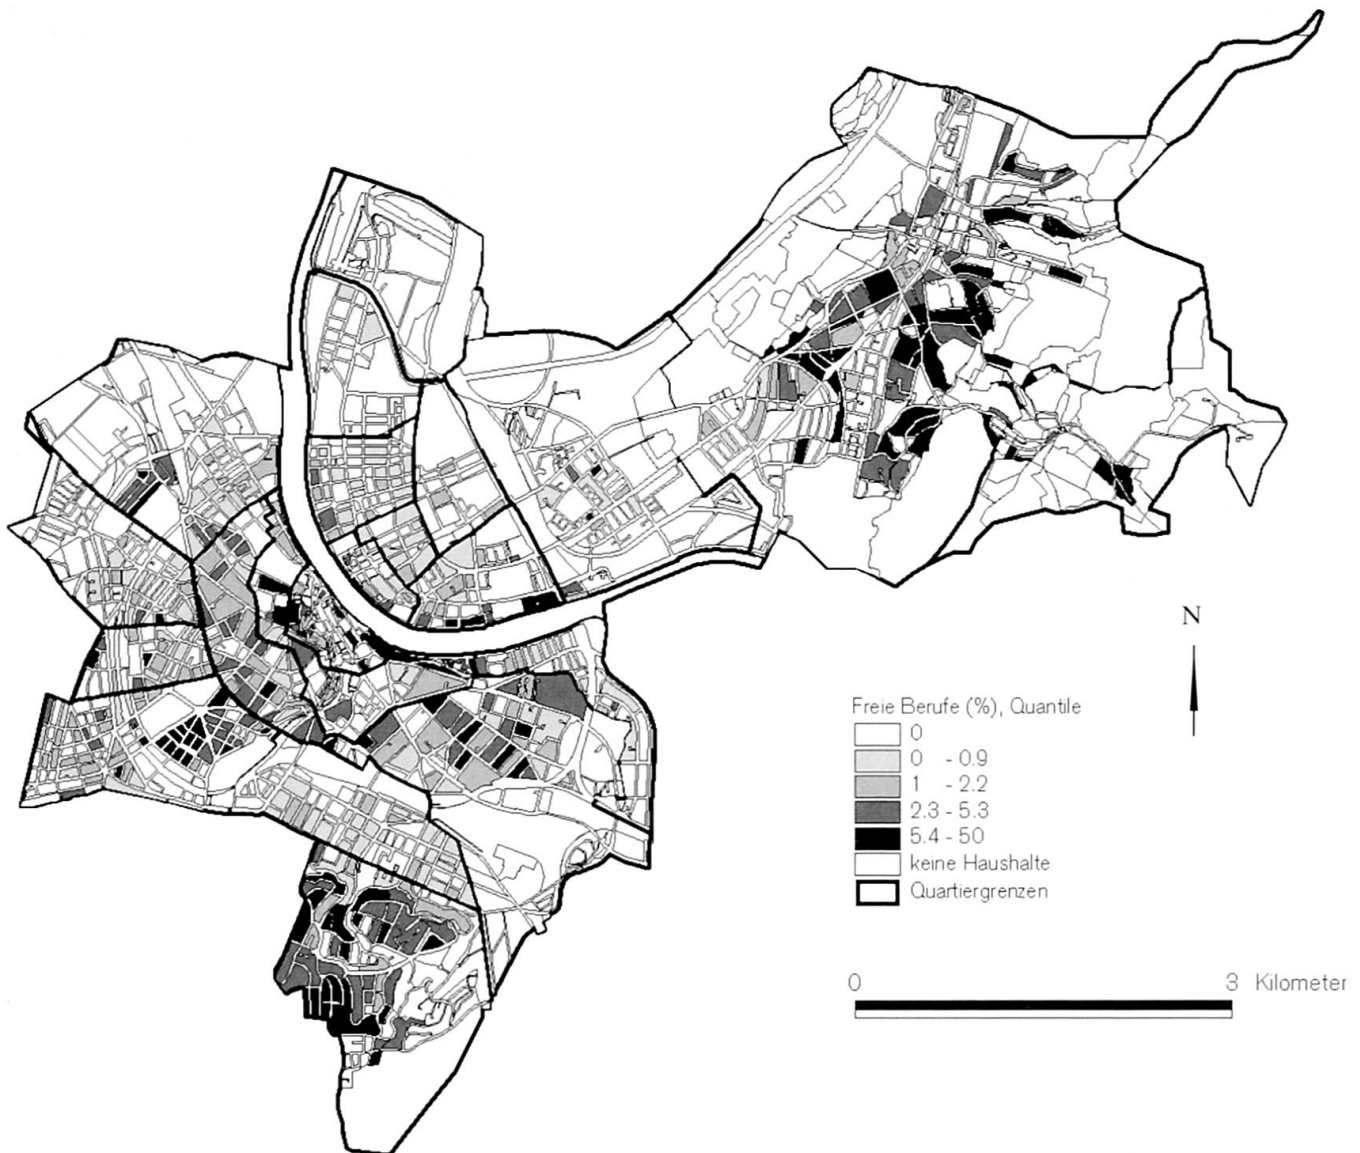 N
Freie Berufe (%), Quantile
0
0 - 0.9
1 - 2.2
2.3 - 5.3
5.4 - 50
keine Haushalte
Quartiergrenzen
0 3 Kilometer